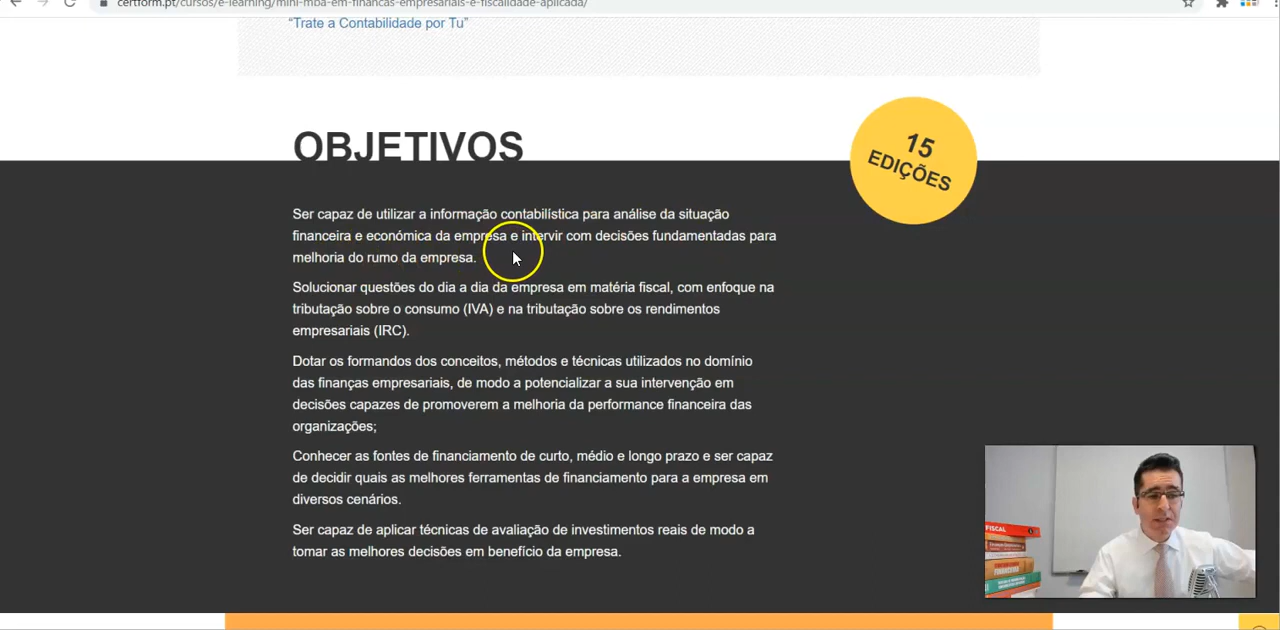 certform.pt/cursos/e-learning/mini-mba-em-financas-empresariais-e-fiscalidade-aplicada/
“Trate a Contabilidade por Tu”
OBJETIVOS
15
EDIÇÕES
Ser capaz de utilizar a informação contabilística para análise da situação
financeira e económica da empresa e intervir com decisões fundamentadas para
melhoria do rumo da empresa.
Solucionar questões do dia a dia da empresa em matéria fiscal, com enfoque na
tributação sobre o consumo (IVA) e na tributação sobre os rendimentos
empresariais (IRC).
Dotar os formandos dos conceitos, métodos e técnicas utilizados no domínio
das finanças empresariais, de modo a potencializar a sua intervenção em
decisões capazes de promoverem a melhoria da performance financeira das
organizações;
Conhecer as fontes de financiamento de curto, médio e longo prazo e ser capaz
de decidir quais as melhores ferramentas de financiamento para a empresa em
diversos cenários.
Ser capaz de aplicar técnicas de avaliação de investimentos reais de modo a
tomar as melhores decisões em benefício da empresa.
FISCAL